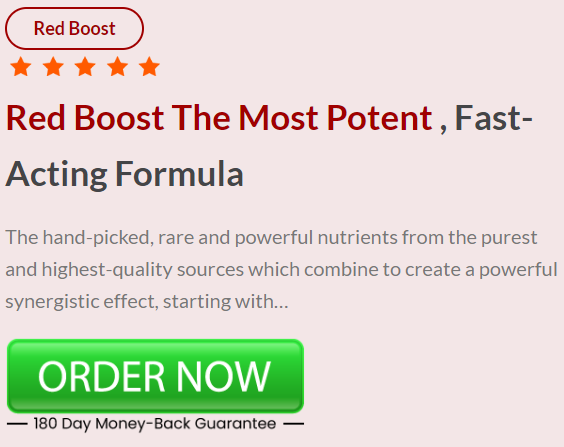 Red Boost
Red Boost The Most Potent , Fast-
Acting Formula
The hand-picked, rare and powerful nutrients from the purest
and highest-quality sources which combine to create a powerful
synergistic effect, starting with...
ORDER NOW
180 Day Money-Back Guarantee